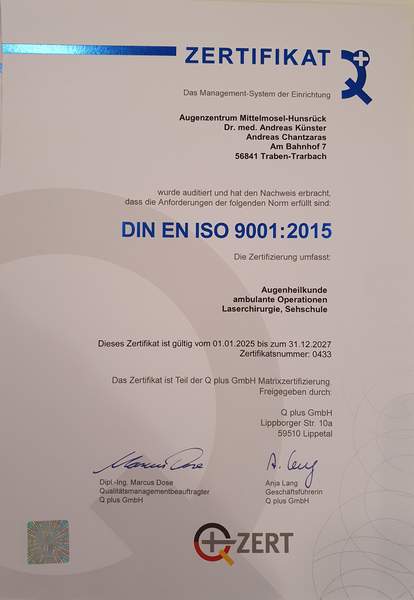 ZERTIFIKAT
Das Management-System der Einrichtung
Augenzentrum Mittelmosel-Hunsrück
Dr. med. Andreas Künster
Andreas Chantzaras
Am Bahnhof 7
56841 Traben-Trarbach
wurde auditiert und hat den Nachweis erbracht,
dass die Anforderungen der folgenden Norm erfüllt sind:
DIN EN ISO 9001:2015
Die Zertifizierung umfasst:
Augenheilkunde
ambulante Operationen
Laserchirurgie, Sehschule
Dieses Zertifikat ist gültig vom 01.01.2025 bis zum 31.12.2027
Zertifikatsnummer: 0433
Das Zertifikat ist Teil der Q plus GmbH Matrixzertifizierung.
Freigegeben durch:
Q plus GmbH
Lippborger Str. 10a
59510 Lippetal
Marcus Dose
A. Lang
Dipl.-Ing. Marcus Dose
Qualitätsmanagementbeauftragter
Q plus GmbH
Anja Lang
Geschäftsführerin
Q plus GmbH
Q+ZERT